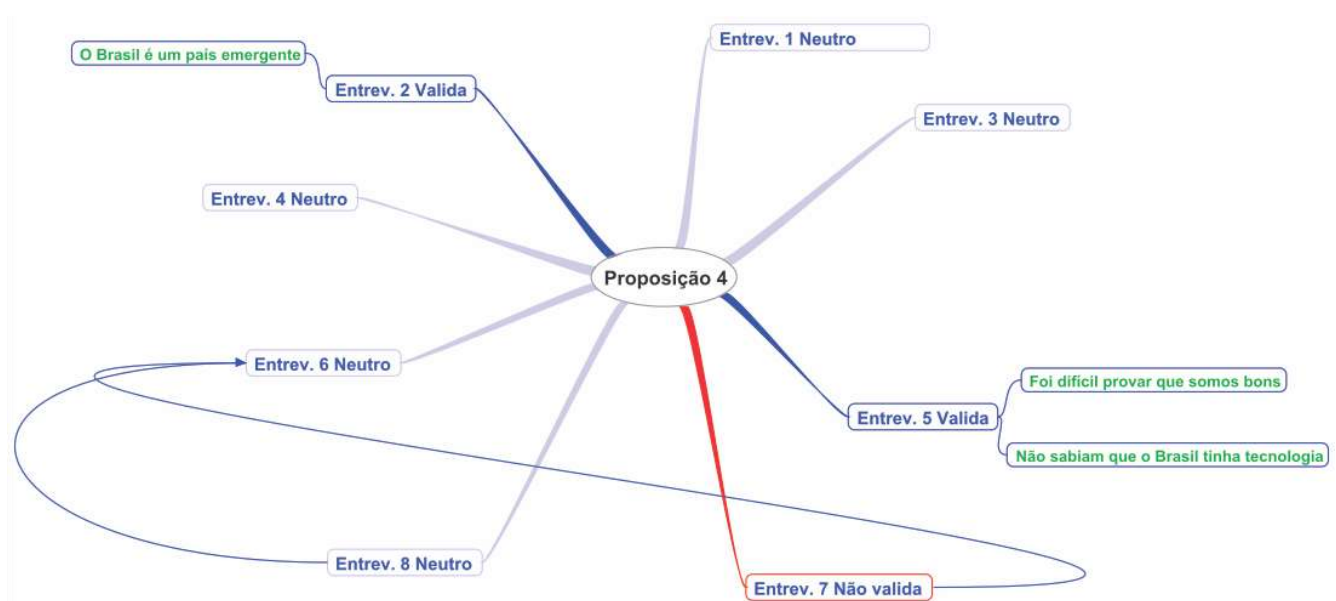 Entrev. 1 Neutro
O Brasil é um país emergente
Entrev. 2 Valida
Entrev. 3 Neutro
Entrev. 4 Neutro
Proposição 4
Entrev. 6 Neutro
Foi difícil provar que somos bons
Entrev. 5 Valida
Não sabiam que o Brasil tinha tecnologia
Entrev. 8 Neutro
Entrev. 7 Não valida